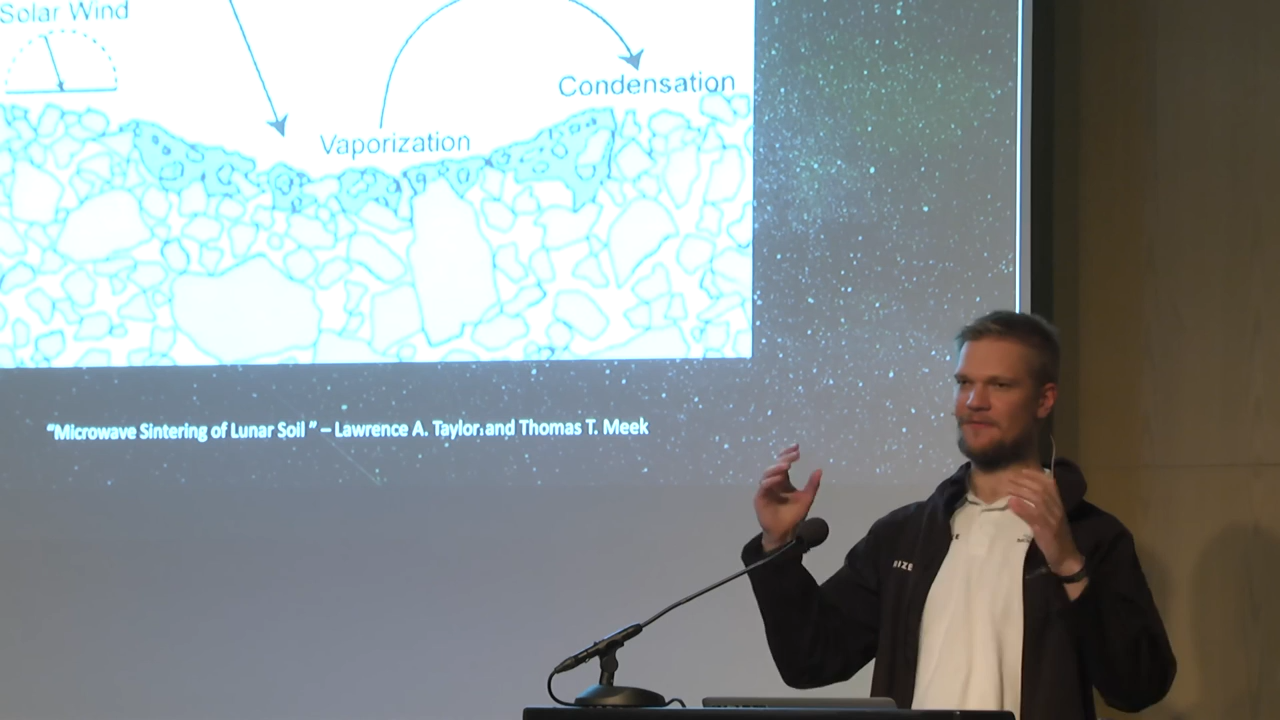 Solar Wind
Condensation
Vaporization
“Microwave Sintering of Lunar Soil ” – Lawrence A. Taylor and Thomas T. Meek